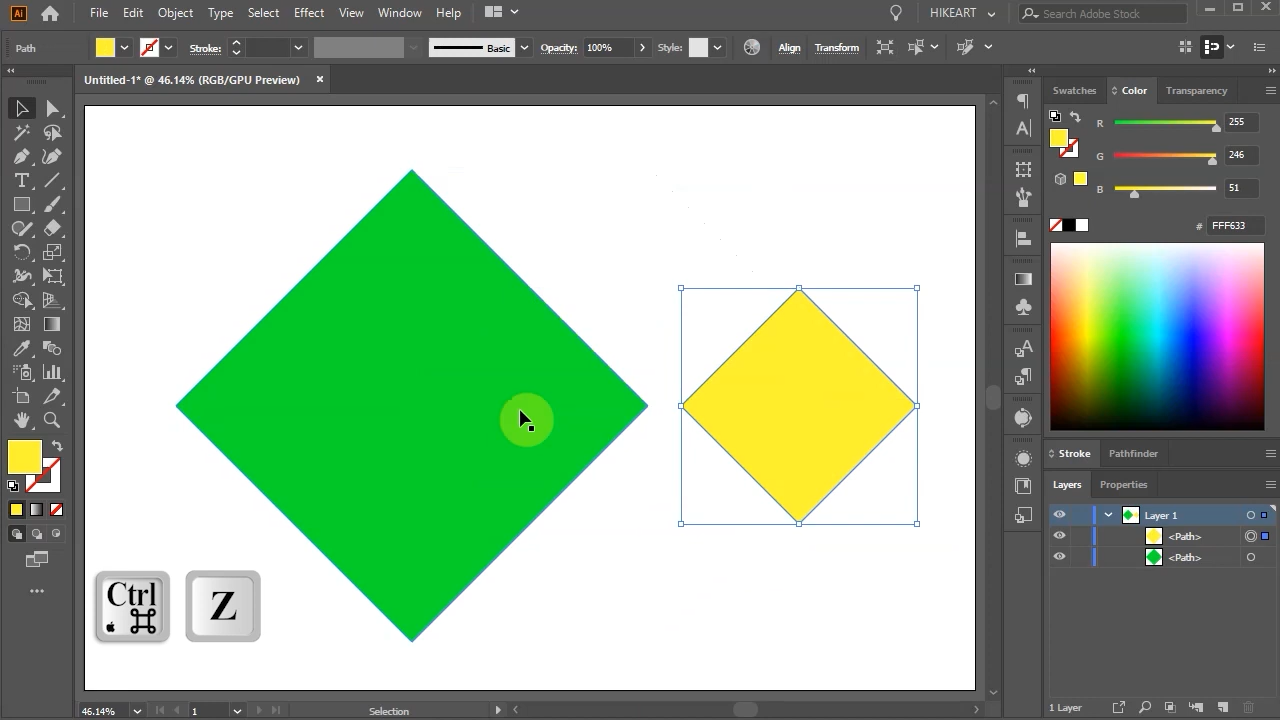 Ai File Edit Object Type Select Effect View Window Help HIKEART Search Adobe Stock
Path Stroke: Basic Opacity: 100% Style: Align Transform
Untitled-1* @ 46.14% (RGB/GPU Preview) ×
Swatches Color Transparency
R 255
G 246
B 51
# FFF633
Stroke Pathfinder
Layers Properties
Layer 1
<Path>
<Path>
Ctrl Z
46.14% 1 Selection
1 Layer